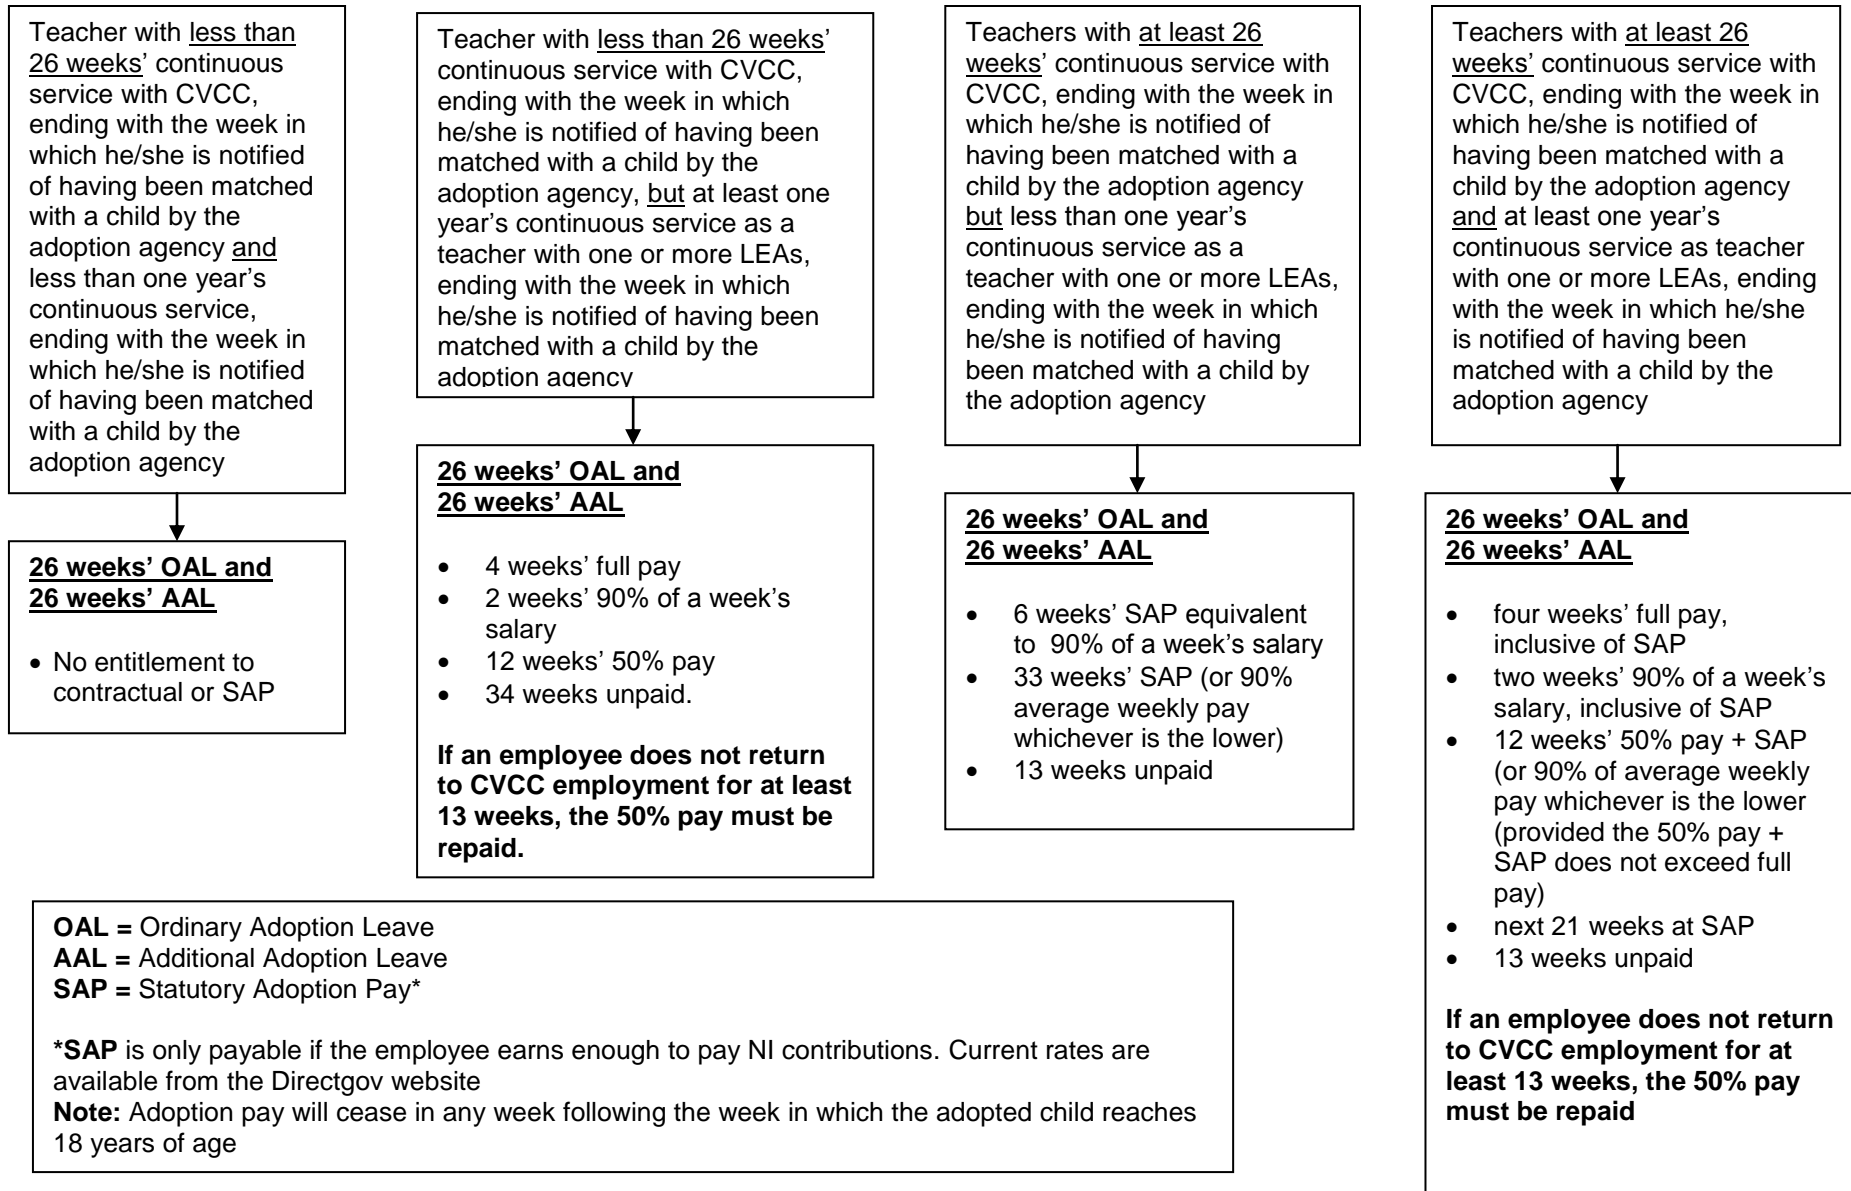 Teacher with less than
26 weeks’ continuous
service with CVCC,
ending with the week in
which he/she is notified
of having been matched
with a child by the
adoption agency and
less than one year’s
continuous service,
ending with the week in
which he/she is notified
of having been matched
with a child by the
adoption agency
26 weeks’ OAL and
26 weeks’ AAL
• No entitlement to
contractual or SAP
Teacher with less than 26 weeks’
continuous service with CVCC,
ending with the week in which
he/she is notified of having been
matched with a child by the
adoption agency, but at least one
year’s continuous service as a
teacher with one or more LEAs,
ending with the week in which
he/she is notified of having been
matched with a child by the
adoption agency
26 weeks’ OAL and
26 weeks’ AAL
• 4 weeks’ full pay
• 2 weeks’ 90% of a week’s
salary
• 12 weeks’ 50% pay
• 34 weeks unpaid.
If an employee does not return
to CVCC employment for at least
13 weeks, the 50% pay must be
repaid.
Teachers with at least 26
weeks’ continuous service with
CVCC, ending with the week in
which he/she is notified of
having been matched with a
child by the adoption agency
but less than one year’s
continuous service as a
teacher with one or more LEAs,
ending with the week in which
he/she is notified of having
been matched with a child by
the adoption agency
26 weeks’ OAL and
26 weeks’ AAL
• 6 weeks’ SAP equivalent
to 90% of a week’s salary
• 33 weeks’ SAP (or 90%
average weekly pay
whichever is the lower)
• 13 weeks unpaid
Teachers with at least 26
weeks’ continuous service with
CVCC, ending with the week in
which he/she is notified of
having been matched with a
child by the adoption agency
and at least one year’s
continuous service as teacher
with one or more LEAs, ending
with the week in which he/she
is notified of having been
matched with a child by the
adoption agency
26 weeks’ OAL and
26 weeks’ AAL
• four weeks’ full pay,
inclusive of SAP
• two weeks’ 90% of a week’s
salary, inclusive of SAP
• 12 weeks’ 50% pay + SAP
(or 90% of average weekly
pay whichever is the lower
(provided the 50% pay +
SAP does not exceed full
pay)
• next 21 weeks at SAP
• 13 weeks unpaid
If an employee does not return
to CVCC employment for at
least 13 weeks, the 50% pay
must be repaid
OAL = Ordinary Adoption Leave
AAL = Additional Adoption Leave
SAP = Statutory Adoption Pay*
*SAP is only payable if the employee earns enough to pay NI contributions. Current rates are
available from the Directgov website
Note: Adoption pay will cease in any week following the week in which the adopted child reaches
18 years of age